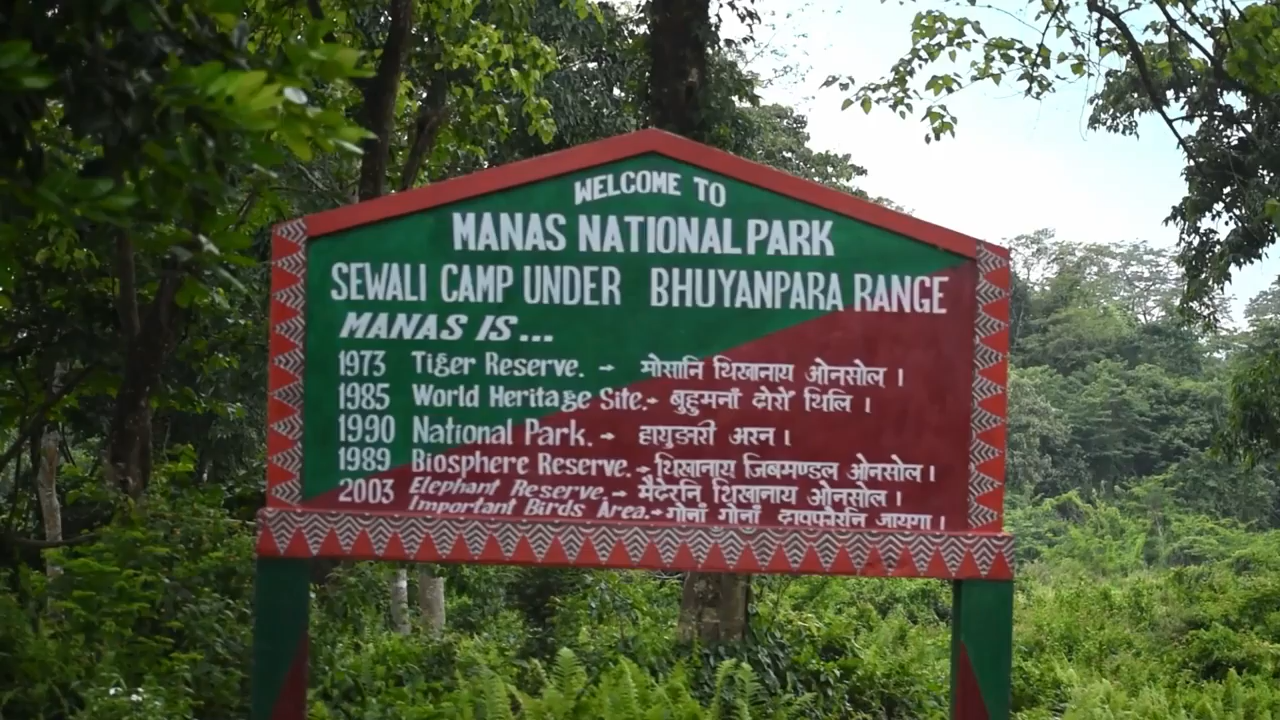 WELCOME TO
MANAS NATIONAL PARK
SEWALI CAMP UNDER BHUYANPARA RANGE
MANAS IS...
1973 Tiger Reserve. - मोसानि थिखानाय ओनसोल ।
1985 World Heritage Site.- बुहुमनाँ दोरो थिलि ।
1990 National Park. - हायुङारी अरन ।
1989 Biosphere Reserve.- थिखानाय जिबमण्डल ओनसोल ।
2003 Elephant Reserve.- मैदेरनि थिखानाय ओनसोल ।
Important Birds Area.- गोनाँ गोनाँ दावफोरनि जायगा ।